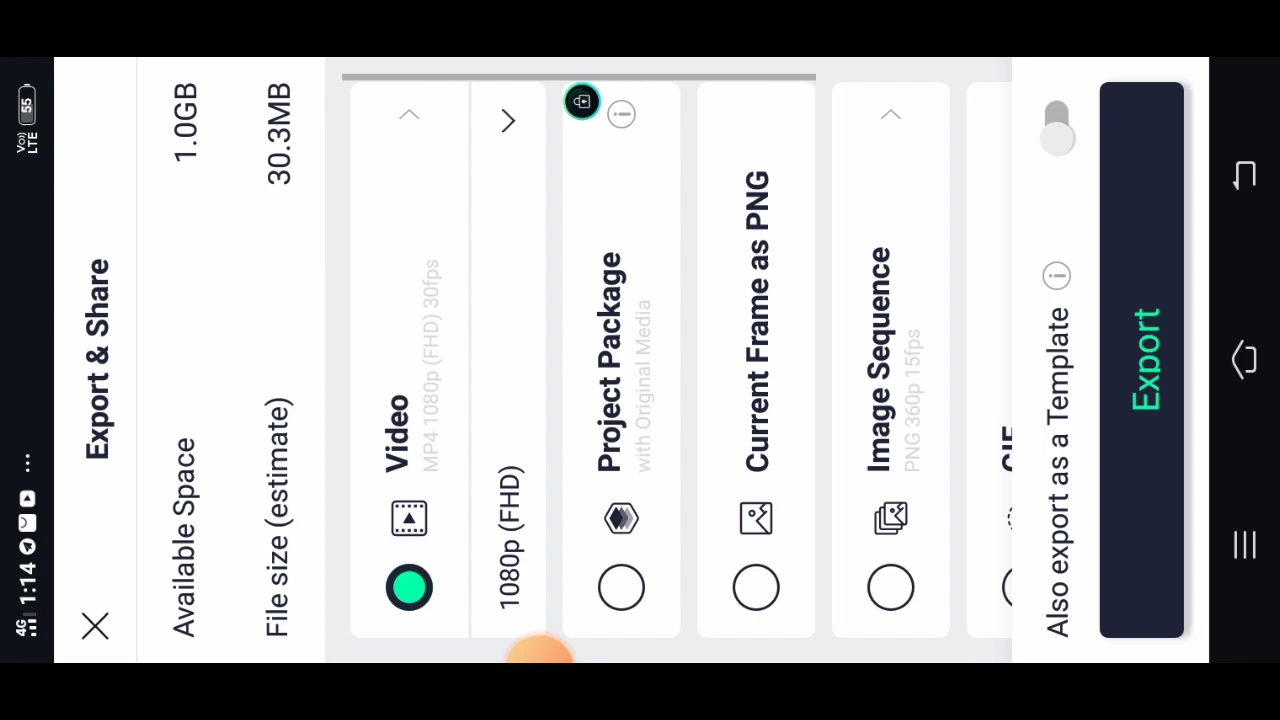 4G 1:14 ... Vo)) LTE 55
Export & Share
Available Space 1.0GB
File size (estimate) 30.3MB
Video
MP4 1080p (FHD) 30fps
1080p (FHD)
Project Package
with Original Media
Current Frame as PNG
Image Sequence
PNG 360p 15fps
GIF
Also export as a Template
Export